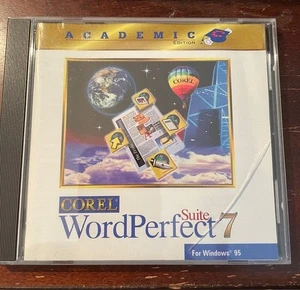 ACADEMIC
EDITION
COREL
COREL
Suite
WordPerfect 7
For Windows® 95